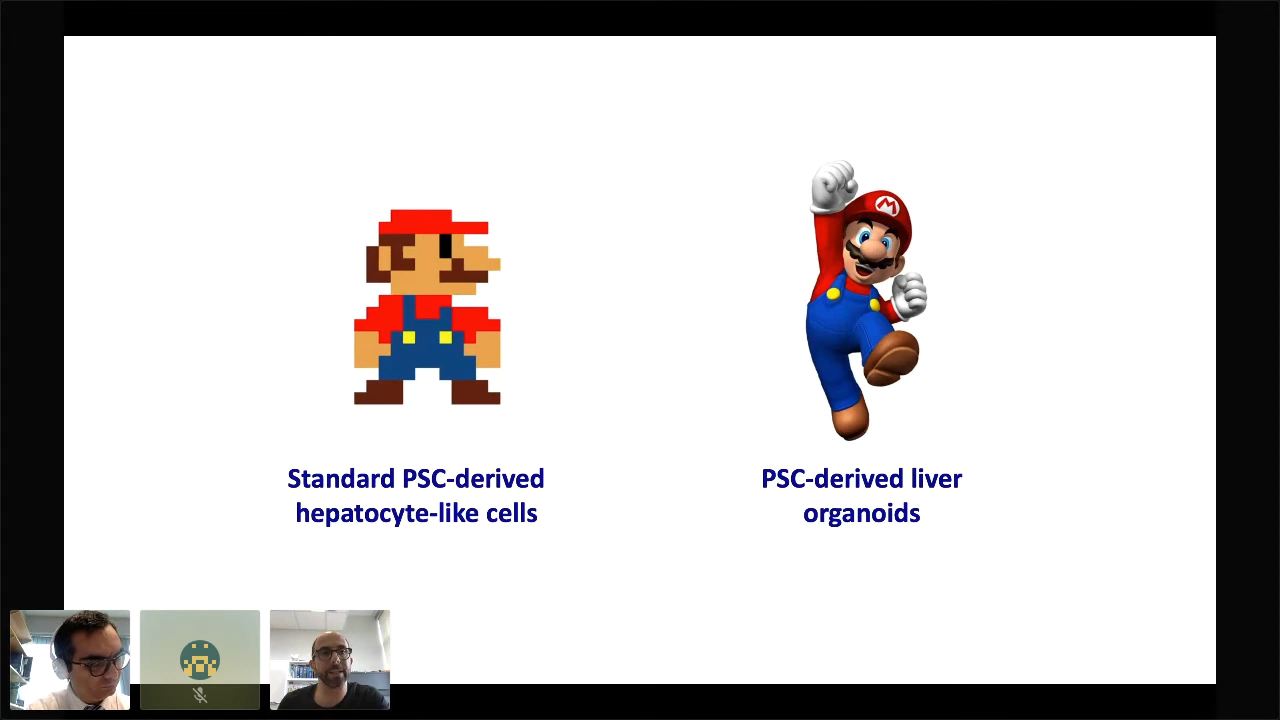 M
Standard PSC-derived
hepatocyte-like cells
PSC-derived liver
organoids